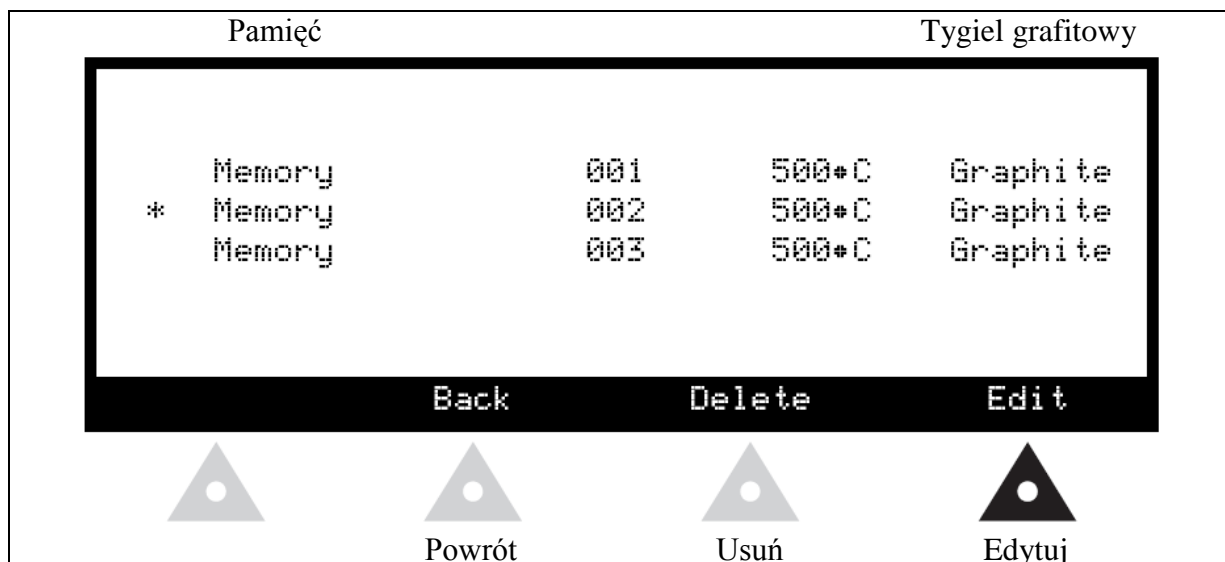 Pamięć Tygiel grafitowy
Memory 001 500°C Graphite
* Memory 002 500°C Graphite
Memory 003 500°C Graphite
Back Delete Edit
Powrót Usuń Edytuj